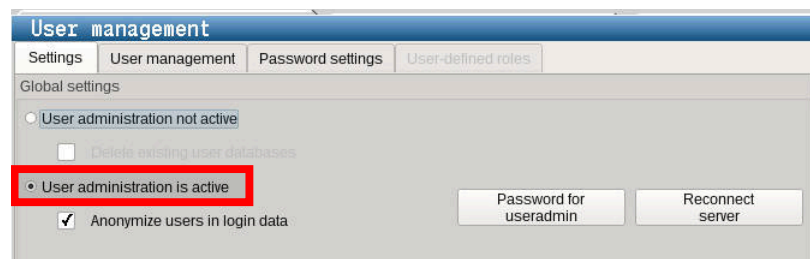 User management
Settings User management Password settings User-defined roles
Global settings
User administration not active
Delete existing user databases
User administration is active
Password for useradmin
Reconnect server
Anonymize users in login data